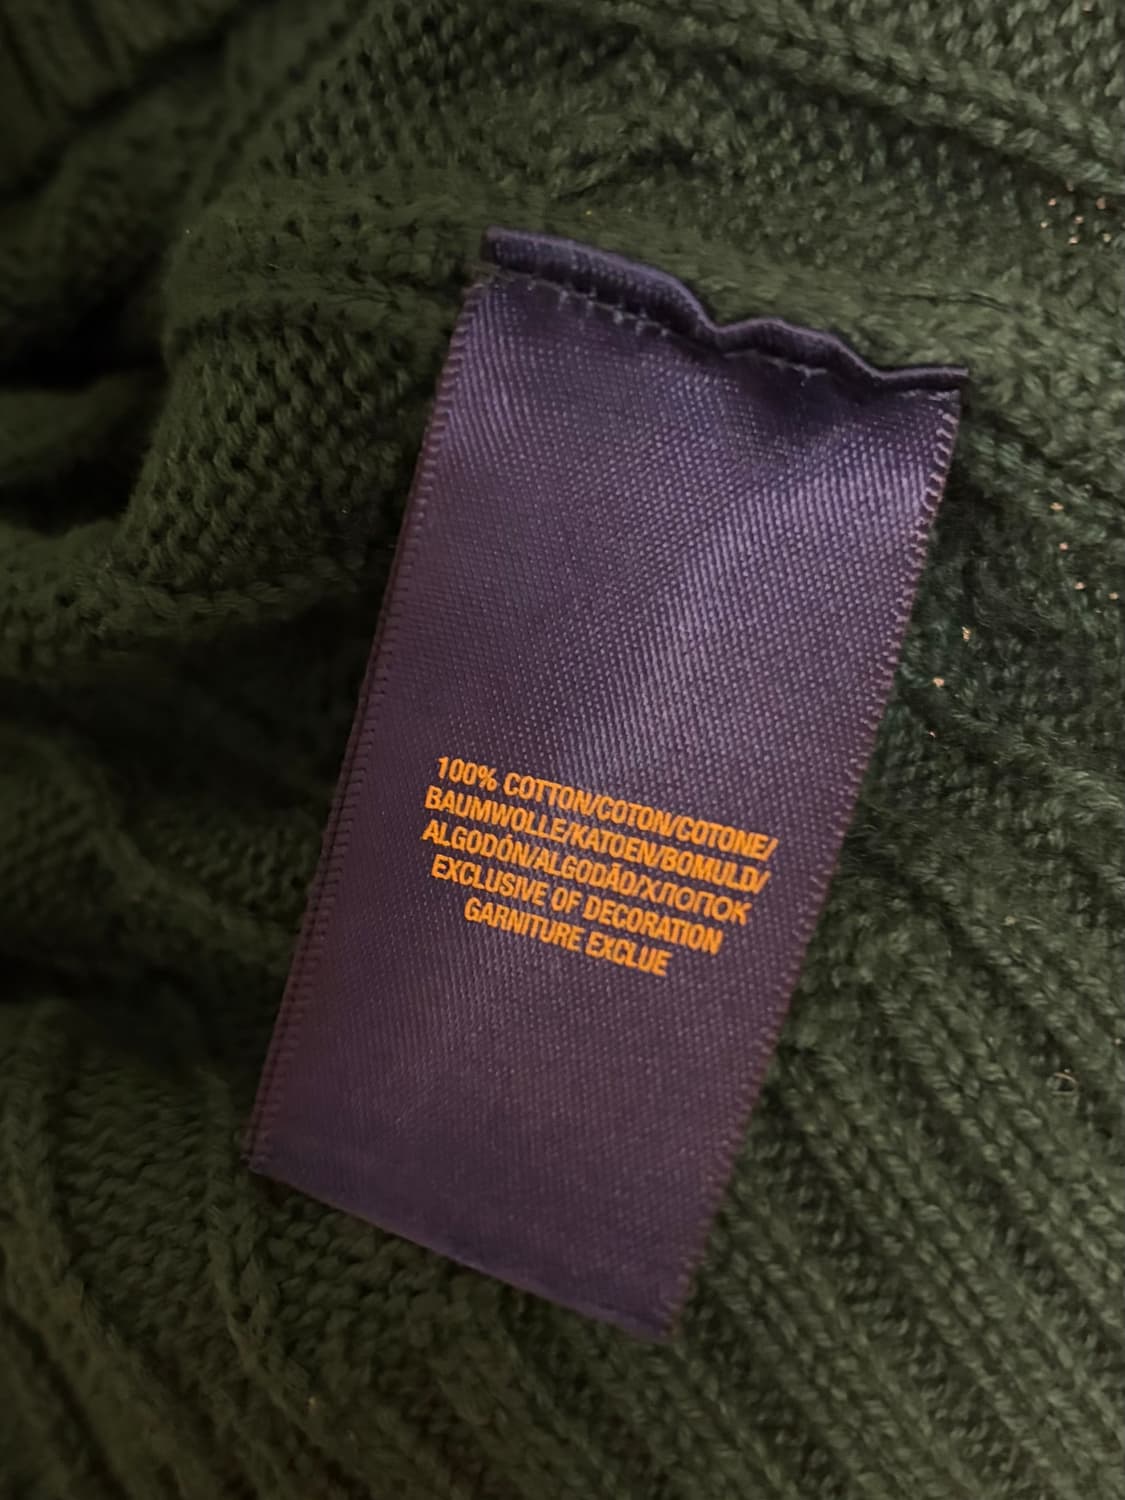 100% COTTON/COTON/COTONE/
BAUMWOLLE/KATOEN/BOMULD/
ALGODÓN/ALGODÃO/ХЛОПОК
EXCLUSIVE OF DECORATION
GARNITURE EXCLUE